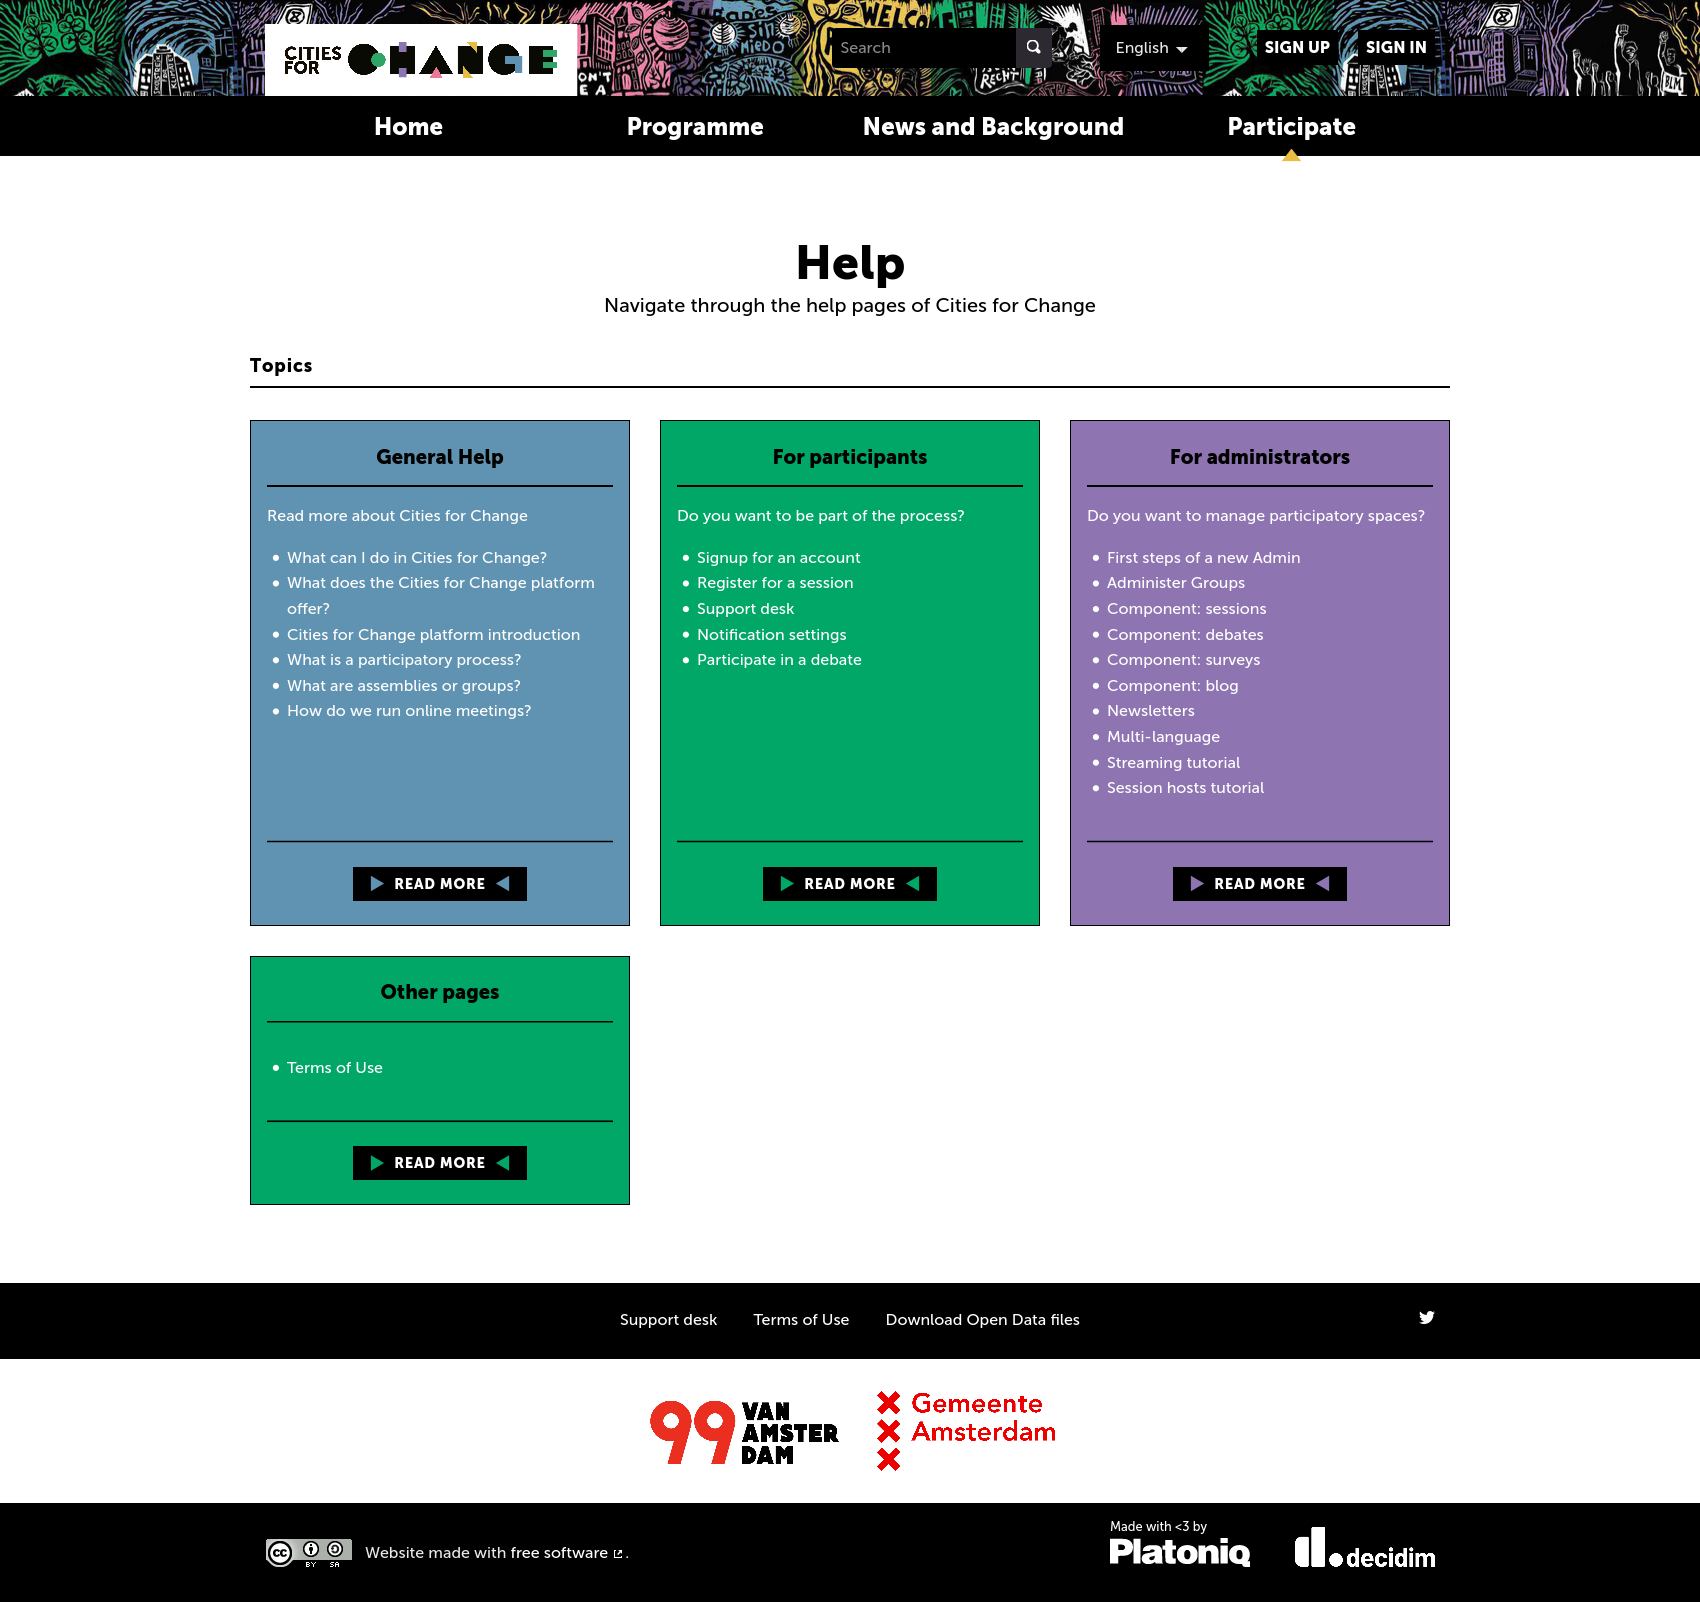 CITIES
FOR
CHANGE
WELCO
MIEDO
ON'T
E A
RENT
BIM
Search
English
SIGN UP
SIGN IN
Home
Programme
News and Background
Participate
Help
Navigate through the help pages of Cities for Change
Topics
General Help
Read more about Cities for Change
What can I do in Cities for Change?
What does the Cities for Change platform
offer?
Cities for Change platform introduction
What is a participatory process?
What are assemblies or groups?
How do we run online meetings?
READ MORE
For participants
Do you want to be part of the process?
Signup for an account
Register for a session
Support desk
Notification settings
Participate in a debate
READ MORE
For administrators
Do you want to manage participatory spaces?
First steps of a new Admin
Administer Groups
Component: sessions
Component: debates
Component: surveys
Component: blog
Newsletters
Multi-language
Streaming tutorial
Session hosts tutorial
READ MORE
Other pages
Terms of Use
READ MORE
Support desk
Terms of Use
Download Open Data files
99
VAN
AMSTER
DAM
Gemeente
Amsterdam
cc
BY SA
Website made with free software .
Made with <3 by
Platoniq
decidim